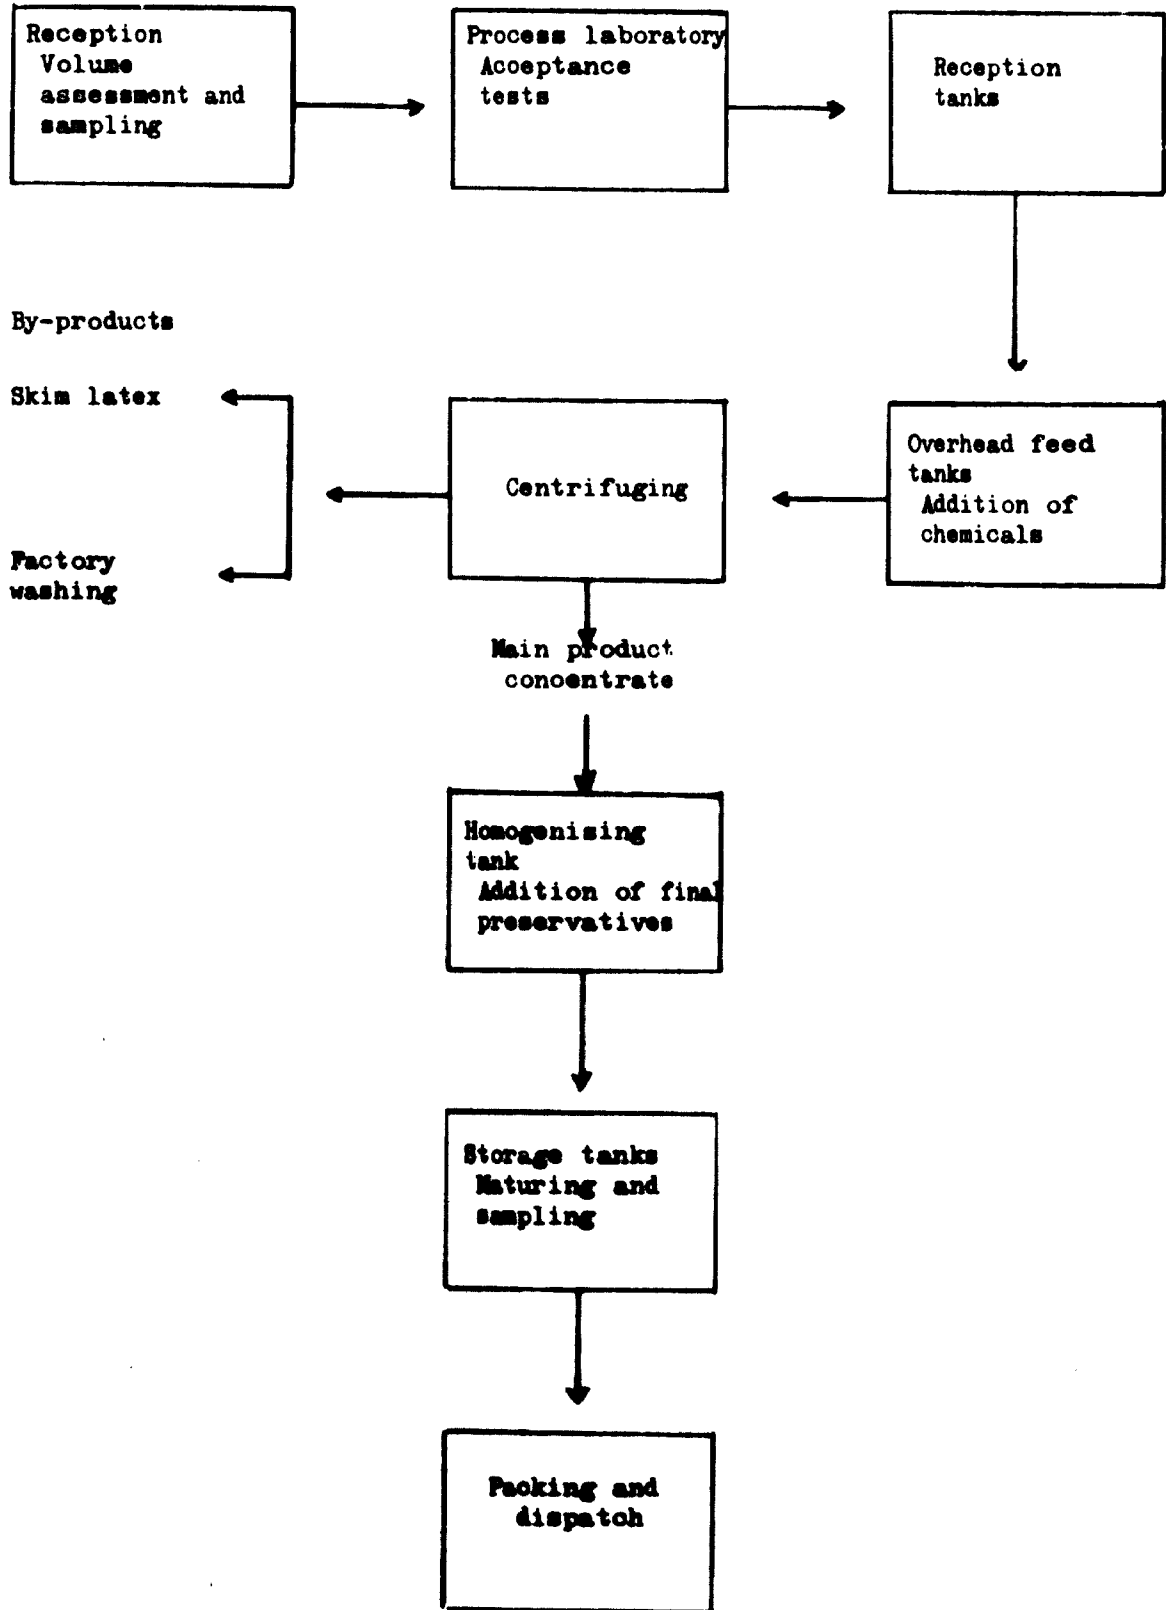 Reception
Volume
assessment and
sampling
Process laboratory
Acceptance
tests
Reception
tanks
By-products
Skim latex
Factory
washing
Centrifuging
Overhead feed
tanks
Addition of
chemicals
Main product
concentrate
Homogenising
tank
Addition of final
preservatives
Storage tanks
Maturing and
sampling
Packing and
dispatch